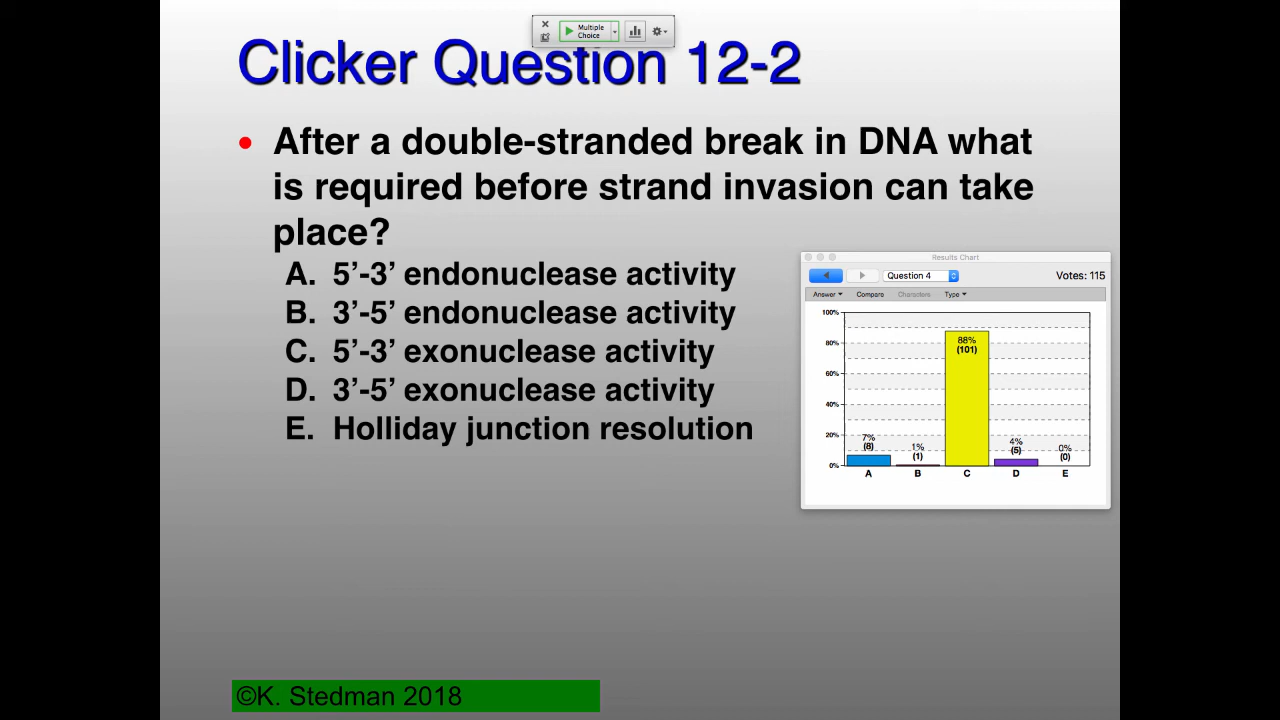 Multiple
Choice
Clicker Question 12-2
• After a double-stranded break in DNA what
is required before strand invasion can take
place?
A. 5’-3’ endonuclease activity
B. 3’-5’ endonuclease activity
C. 5’-3’ exonuclease activity
D. 3’-5’ exonuclease activity
E. Holliday junction resolution
Results Chart
Question 4 Votes: 115
Answer Compare Characters Type
100%
80%
60%
40%
20%
0%
7%
(8)
1%
(1)
88%
(101)
4%
(5)
0%
(0)
A B C D E
©K. Stedman 2018